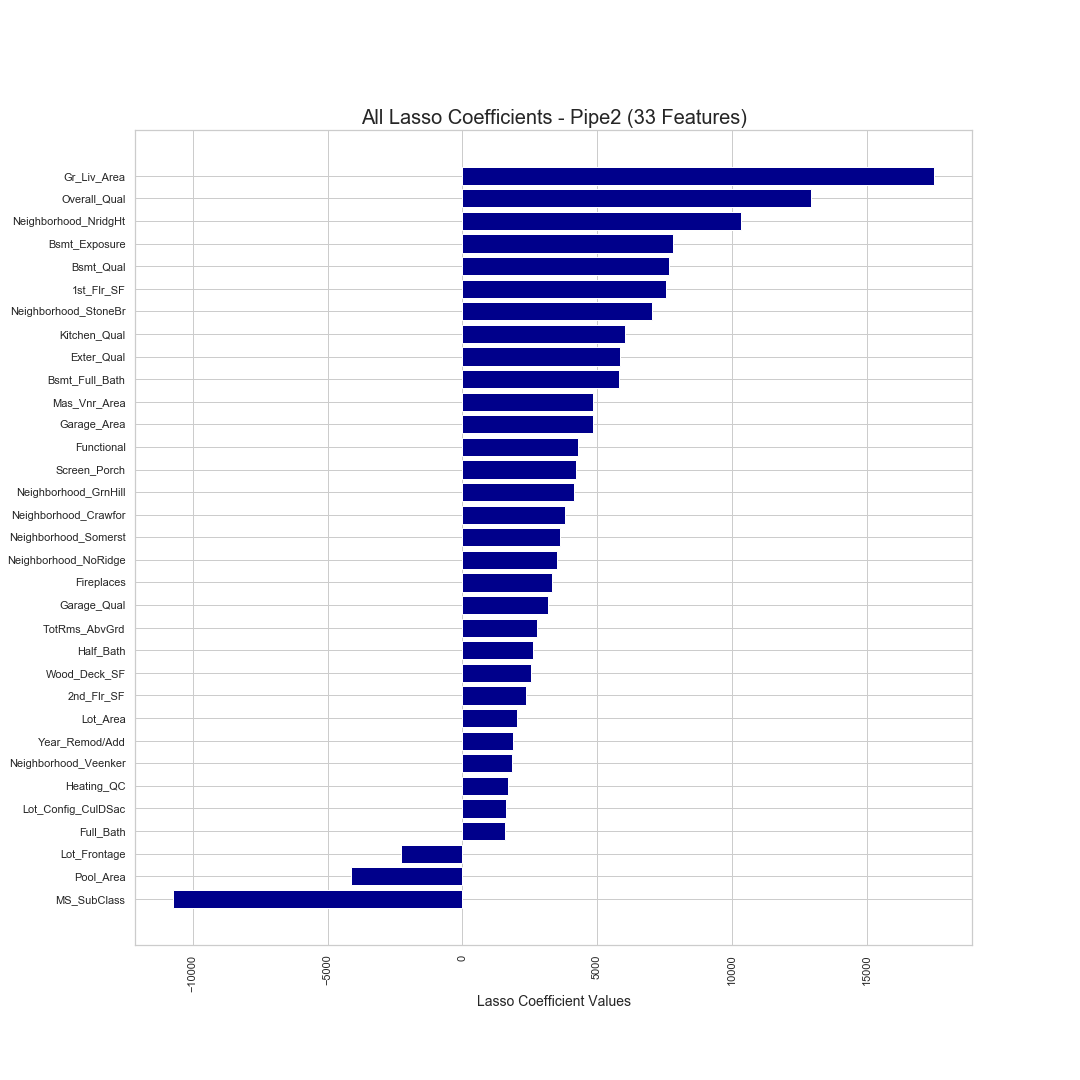 All Lasso Coefficients - Pipe2 (33 Features)
Gr_Liv_Area
Overall_Qual
Neighborhood_NridgHt
Bsmt_Exposure
Bsmt_Qual
1st_Flr_SF
Neighborhood_StoneBr
Kitchen_Qual
Exter_Qual
Bsmt_Full_Bath
Mas_Vnr_Area
Garage_Area
Functional
Screen_Porch
Neighborhood_GrnHill
Neighborhood_Crawfor
Neighborhood_Somerst
Neighborhood_NoRidge
Fireplaces
Garage_Qual
TotRms_AbvGrd
Half_Bath
Wood_Deck_SF
2nd_Flr_SF
Lot_Area
Year_Remod/Add
Neighborhood_Veenker
Heating_QC
Lot_Config_CulDSac
Full_Bath
Lot_Frontage
Pool_Area
MS_SubClass
−10000
−5000
0
5000
10000
15000
Lasso Coefficient Values